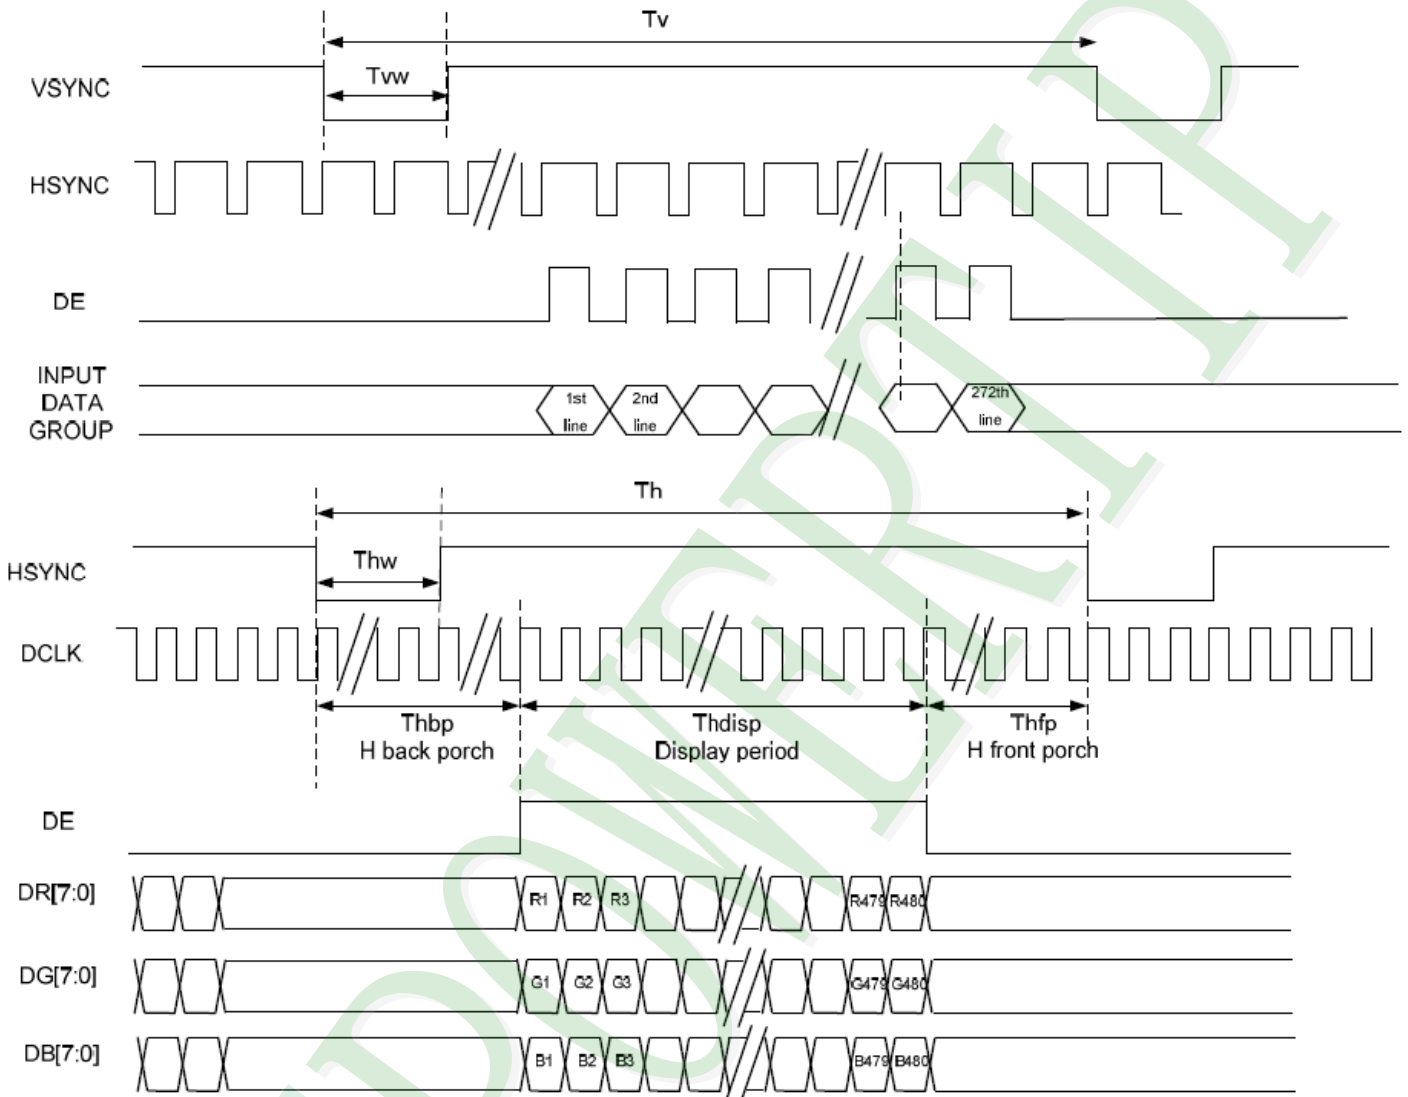 Tv
Tvw
VSYNC
HSYNC
DE
INPUT
DATA
GROUP
1st
line
2nd
line
272th
line
Th
Thw
HSYNC
DCLK
Thbp
H back porch
Thdisp
Display period
Thfp
H front porch
DE
DR[7:0]
R1 R2 R3 R479 R480
DG[7:0]
G1 G2 G3 G479 G480
DB[7:0]
B1 B2 B3 B479 B480